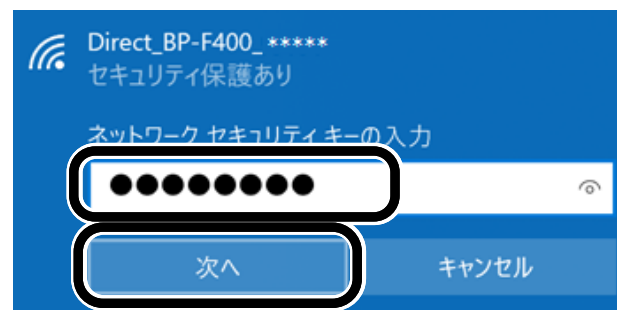 Direct_BP-F400_*****
セキュリティ保護あり
ネットワーク セキュリティ キーの入力
●●●●●●●●
次へ
キャンセル